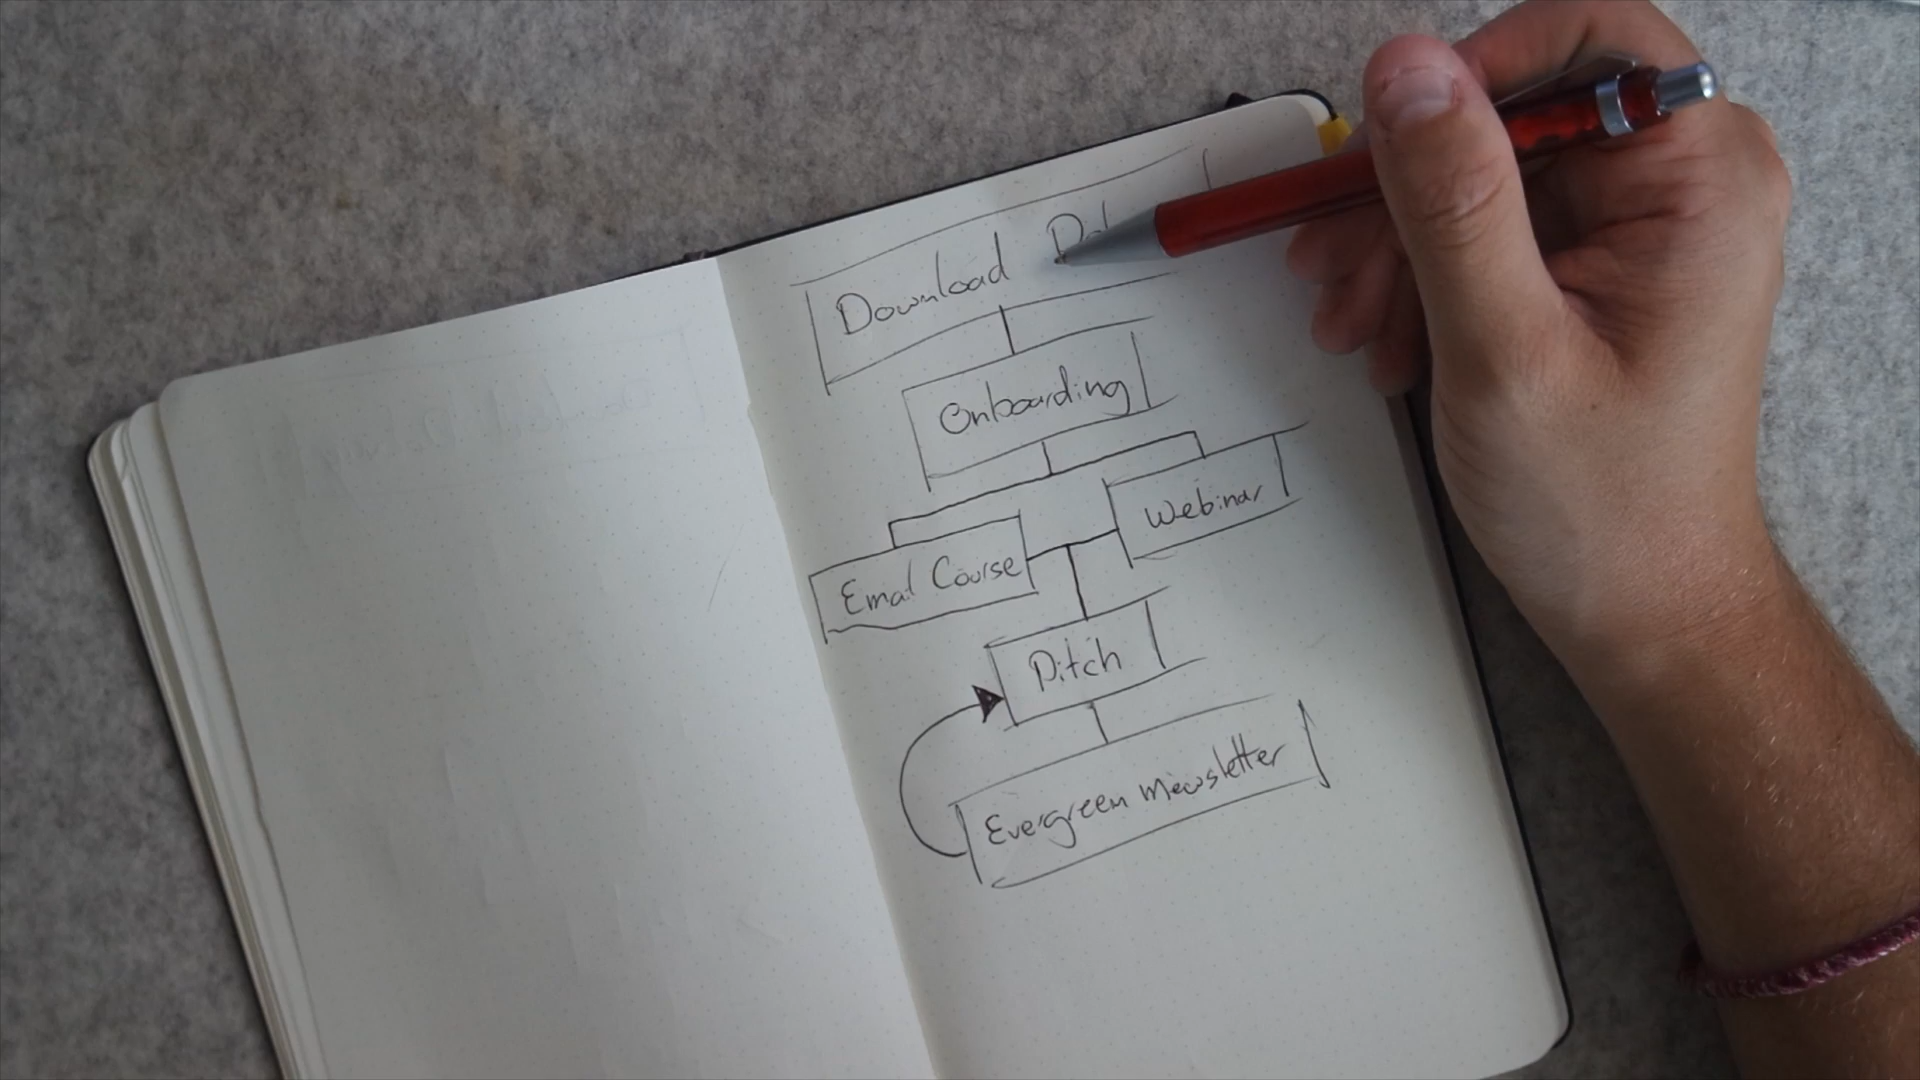 Download
Onboarding
Webinar
Email Course
Pitch
Evergreen Newsletter